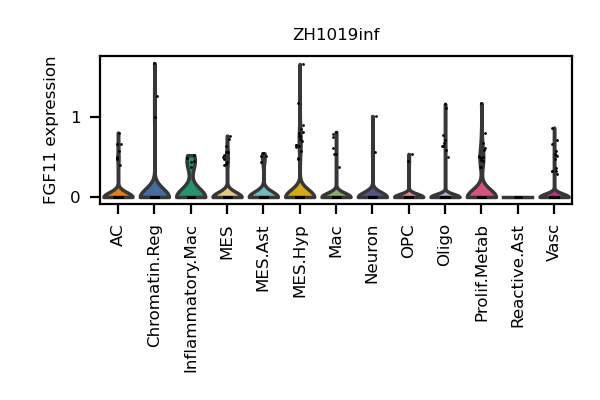 ZH1019inf
FGF11 expression
1
0
AC
Chromatin.Reg
Inflammatory.Mac
MES
MES.Ast
MES.Hyp
Mac
Neuron
OPC
Oligo
Prolif.Metab
Reactive.Ast
Vasc